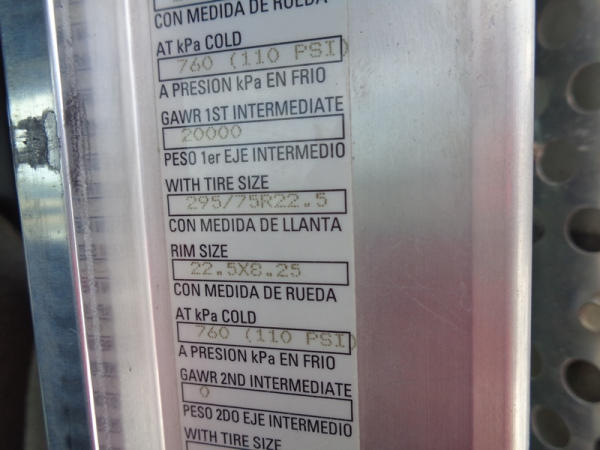 CON MEDIDA DE RUEDA
AT kPa COLD
760 (110 PSI)
A PRESION kPa EN FRIO
GAWR 1ST INTERMEDIATE
20000
PESO 1er EJE INTERMEDIO
WITH TIRE SIZE
295/75R22.5
CON MEDIDA DE LLANTA
RIM SIZE
22.5X8.25
CON MEDIDA DE RUEDA
AT kPa COLD
760 (110 PSI)
A PRESION kPa EN FRIO
GAWR 2ND INTERMEDIATE
0
PESO 2DO EJE INTERMEDIO
WITH TIRE SIZE